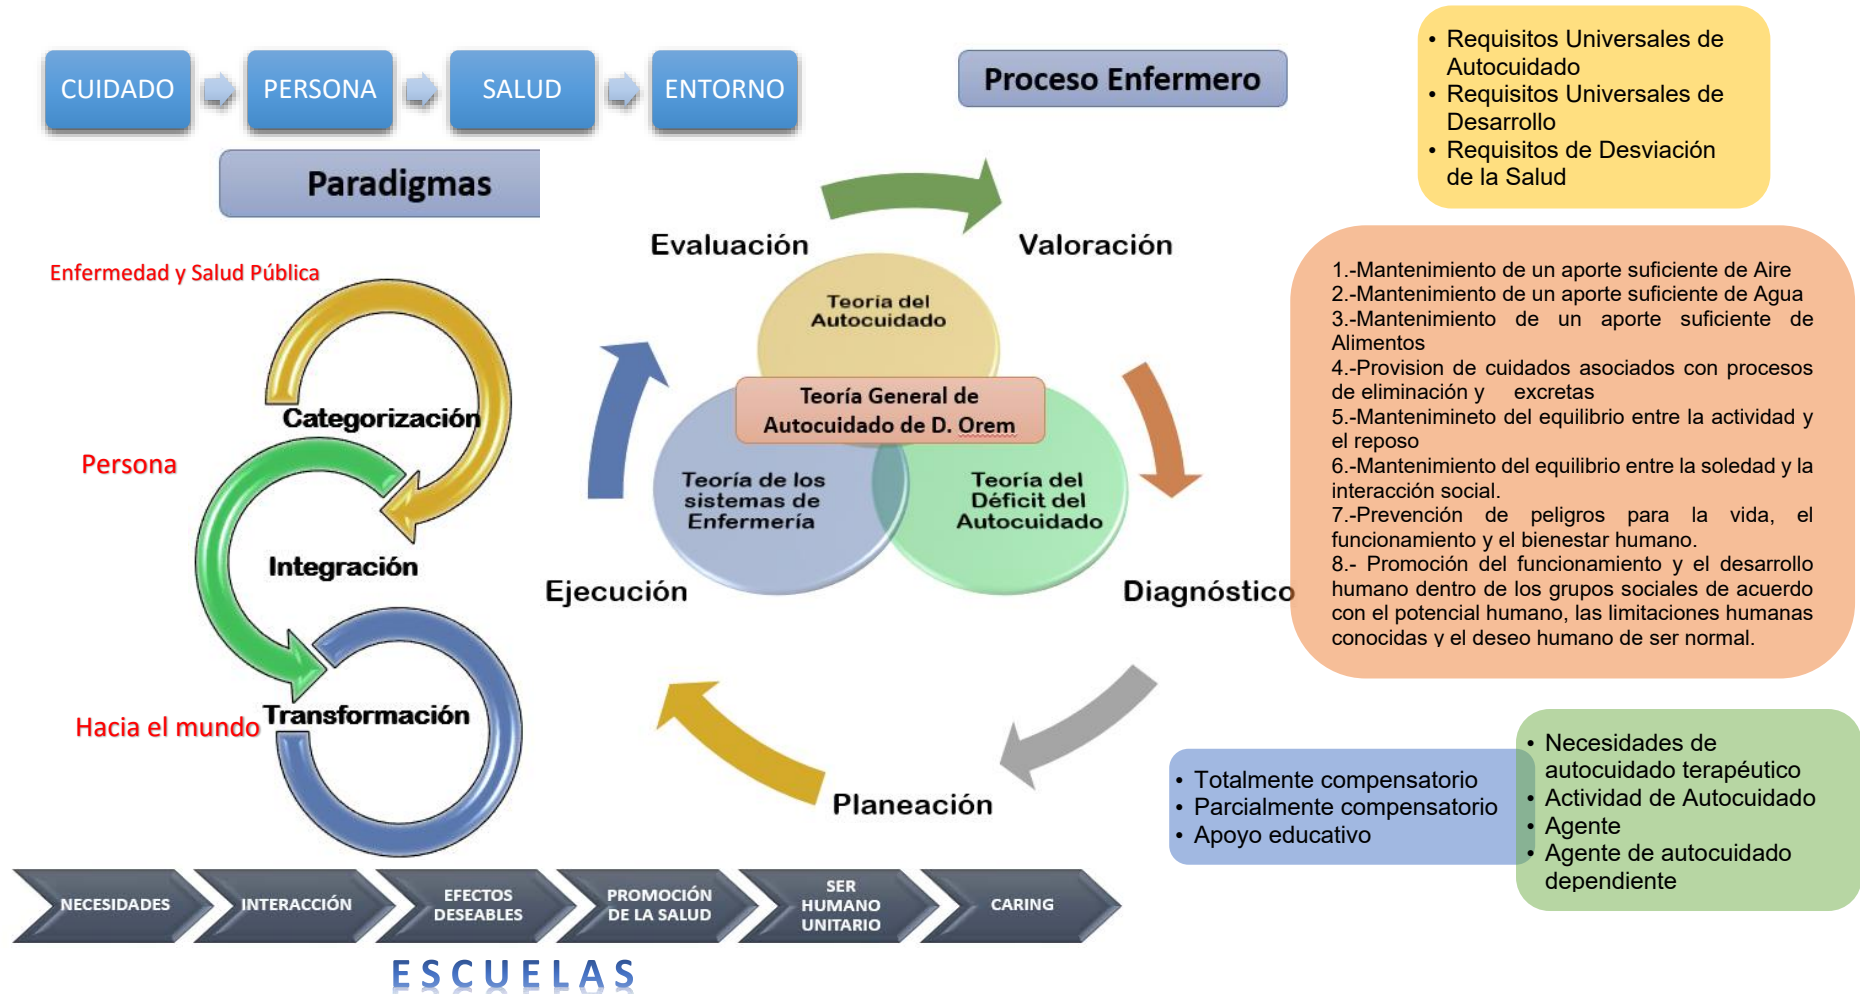 CUIDADO
PERSONA
SALUD
ENTORNO
Paradigmas
Enfermedad y Salud Pública
Categorización
Persona
Integración
Hacia el mundo
Transformación
Proceso Enfermero
Evaluación
Valoración
Teoría del
Autocuidado
Teoría General de
Autocuidado de D. Orem
Teoría de los
sistemas de
Enfermería
Teoría del
Déficit del
Autocuidado
Ejecución
Diagnóstico
Planeación
• Requisitos Universales de
Autocuidado
• Requisitos Universales de
Desarrollo
• Requisitos de Desviación
de la Salud
1.-Mantenimiento de un aporte suficiente de Aire
2.-Mantenimiento de un aporte suficiente de Agua
3.-Mantenimiento de un aporte suficiente de
Alimentos
4.-Provision de cuidados asociados con procesos
de eliminación y excretas
5.-Mantenimineto del equilibrio entre la actividad y
el reposo
6.-Mantenimiento del equilibrio entre la soledad y la
interacción social.
7.-Prevención de peligros para la vida, el
funcionamiento y el bienestar humano.
8.- Promoción del funcionamiento y el desarrollo
humano dentro de los grupos sociales de acuerdo
con el potencial humano, las limitaciones humanas
conocidas y el deseo humano de ser normal.
• Totalmente compensatorio
• Parcialmente compensatorio
• Apoyo educativo
• Necesidades de
autocuidado terapéutico
• Actividad de Autocuidado
• Agente
• Agente de autocuidado
dependiente
NECESIDADES
INTERACCIÓN
EFECTOS
DESEABLES
PROMOCIÓN
DE LA SALUD
SER
HUMANO
UNITARIO
CARING
ESCUELAS